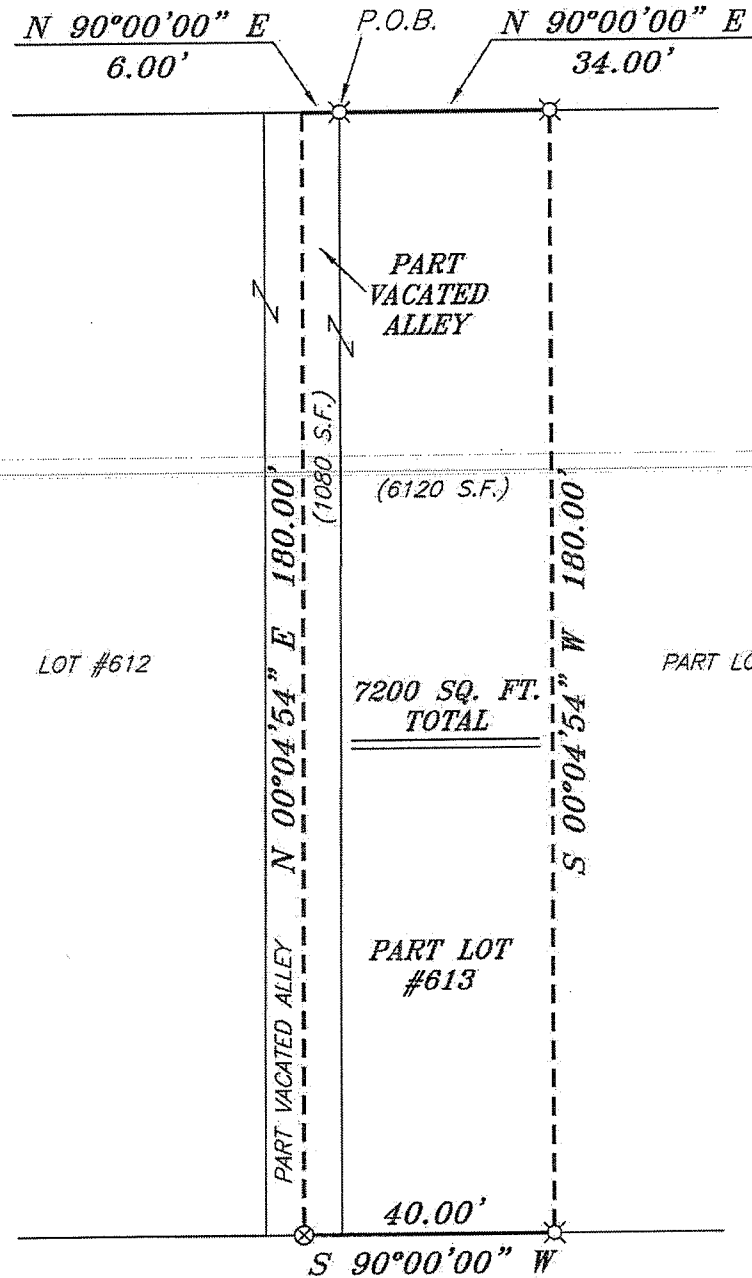 N 90°00'00" E
6.00'
P.O.B.
N 90°00'00" E
34.00'
PART
VACATED
ALLEY
(1080 S.F.)
(6120 S.F.)
N 00°04'54" E 180.00'
S 00°04'54" W 180.00'
LOT #612
7200 SQ. FT.
TOTAL
PART LO
PART LOT
#613
PART VACATED ALLEY
40.00'
S 90°00'00" W